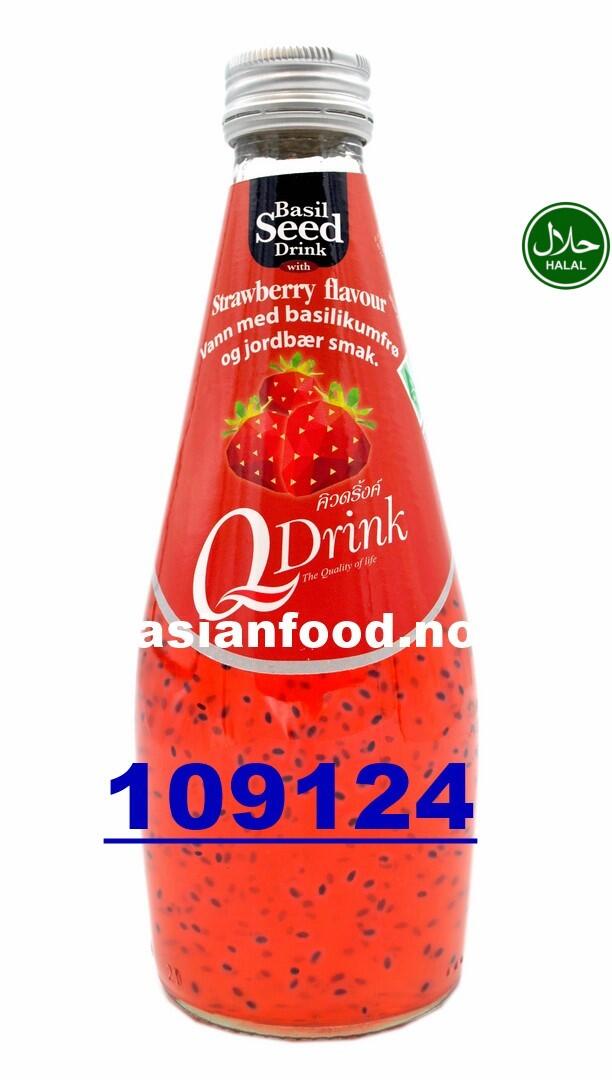 Basil
Seed
Drink
with
Strawberry flavour
Vann med basilikumfrø
og jordbær smak.
حلال
HALAL
คิวดริ้งค์
QDrink
The Quality of life
asianfood.no
109124